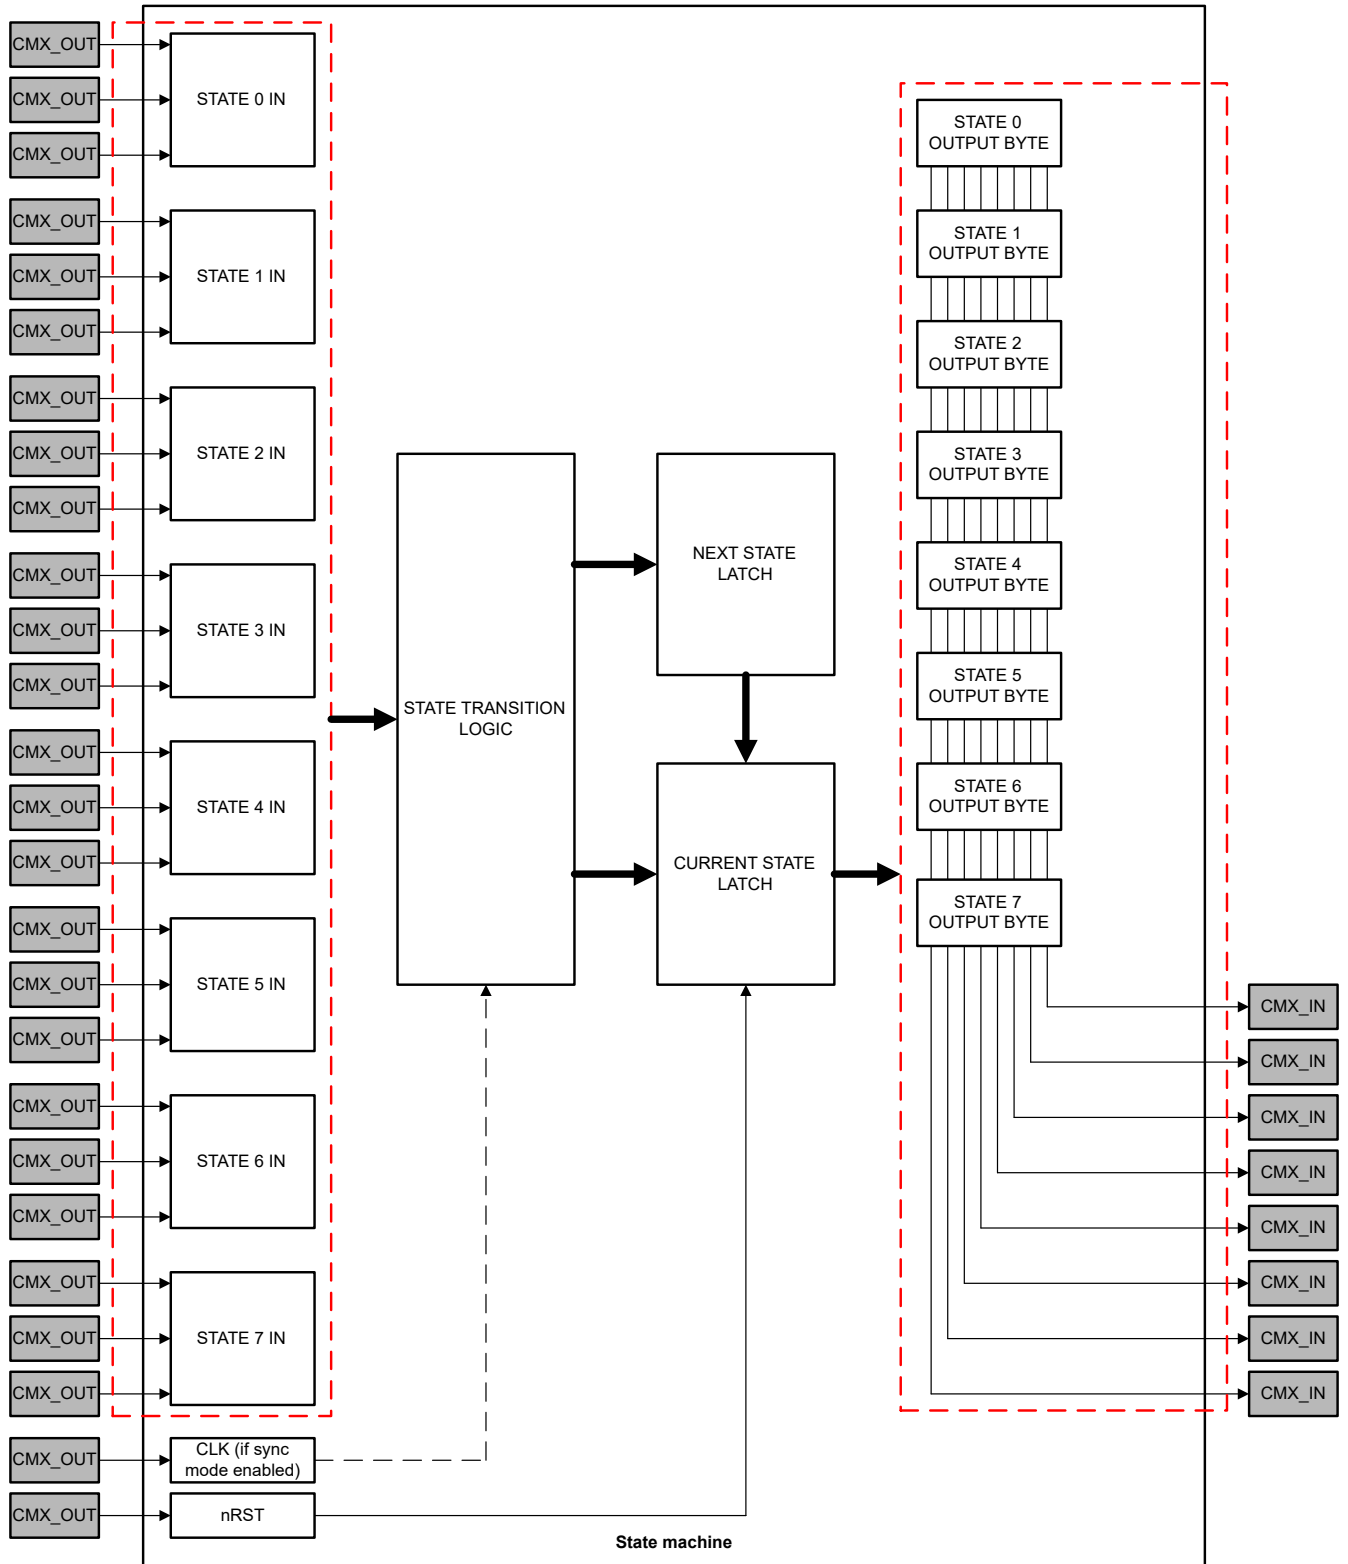 CMX_OUT
CMX_OUT
CMX_OUT
STATE 0 IN
CMX_OUT
CMX_OUT
CMX_OUT
STATE 1 IN
CMX_OUT
CMX_OUT
CMX_OUT
STATE 2 IN
CMX_OUT
CMX_OUT
CMX_OUT
STATE 3 IN
CMX_OUT
CMX_OUT
CMX_OUT
STATE 4 IN
CMX_OUT
CMX_OUT
CMX_OUT
STATE 5 IN
CMX_OUT
CMX_OUT
CMX_OUT
STATE 6 IN
CMX_OUT
CMX_OUT
CMX_OUT
STATE 7 IN
CMX_OUT
CLK (if sync
mode enabled)
CMX_OUT
nRST
STATE TRANSITION
LOGIC
NEXT STATE
LATCH
CURRENT STATE
LATCH
STATE 0
OUTPUT BYTE
STATE 1
OUTPUT BYTE
STATE 2
OUTPUT BYTE
STATE 3
OUTPUT BYTE
STATE 4
OUTPUT BYTE
STATE 5
OUTPUT BYTE
STATE 6
OUTPUT BYTE
STATE 7
OUTPUT BYTE
CMX_IN
CMX_IN
CMX_IN
CMX_IN
CMX_IN
CMX_IN
CMX_IN
CMX_IN
State machine